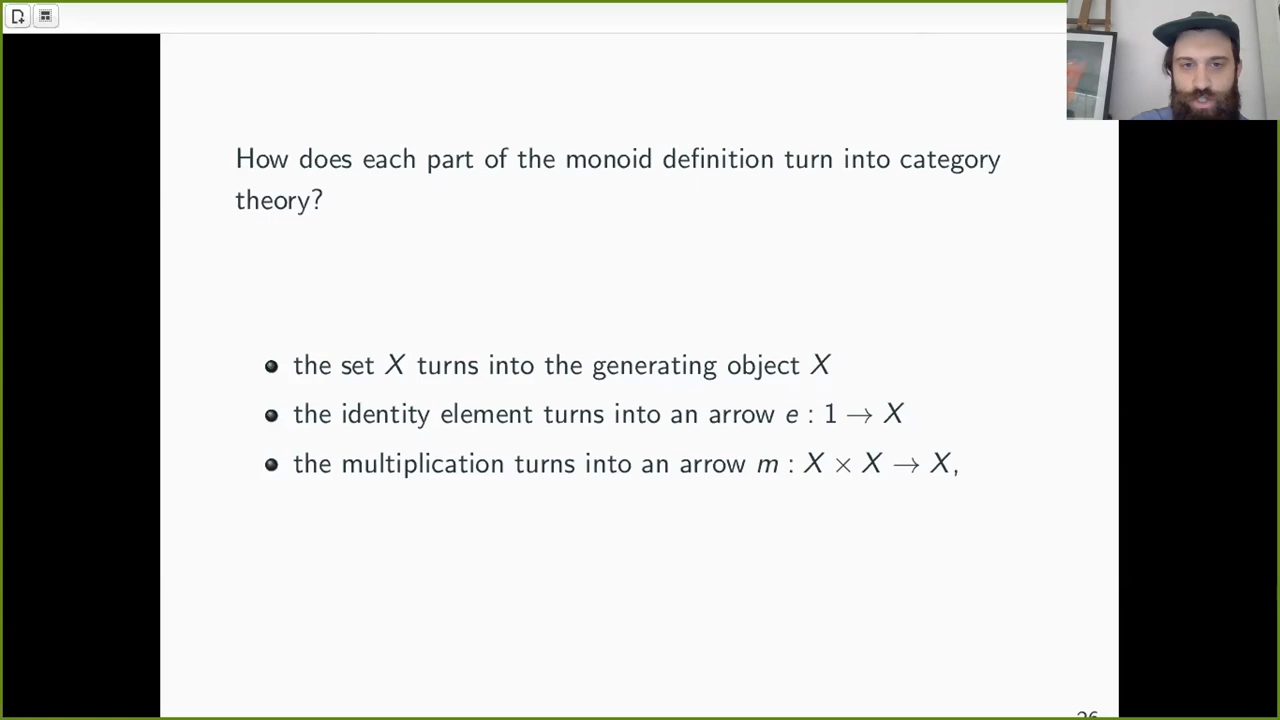 How does each part of the monoid definition turn into category
theory?
• the set X turns into the generating object X
• the identity element turns into an arrow e : 1 → X
• the multiplication turns into an arrow m : X × X → X,
26